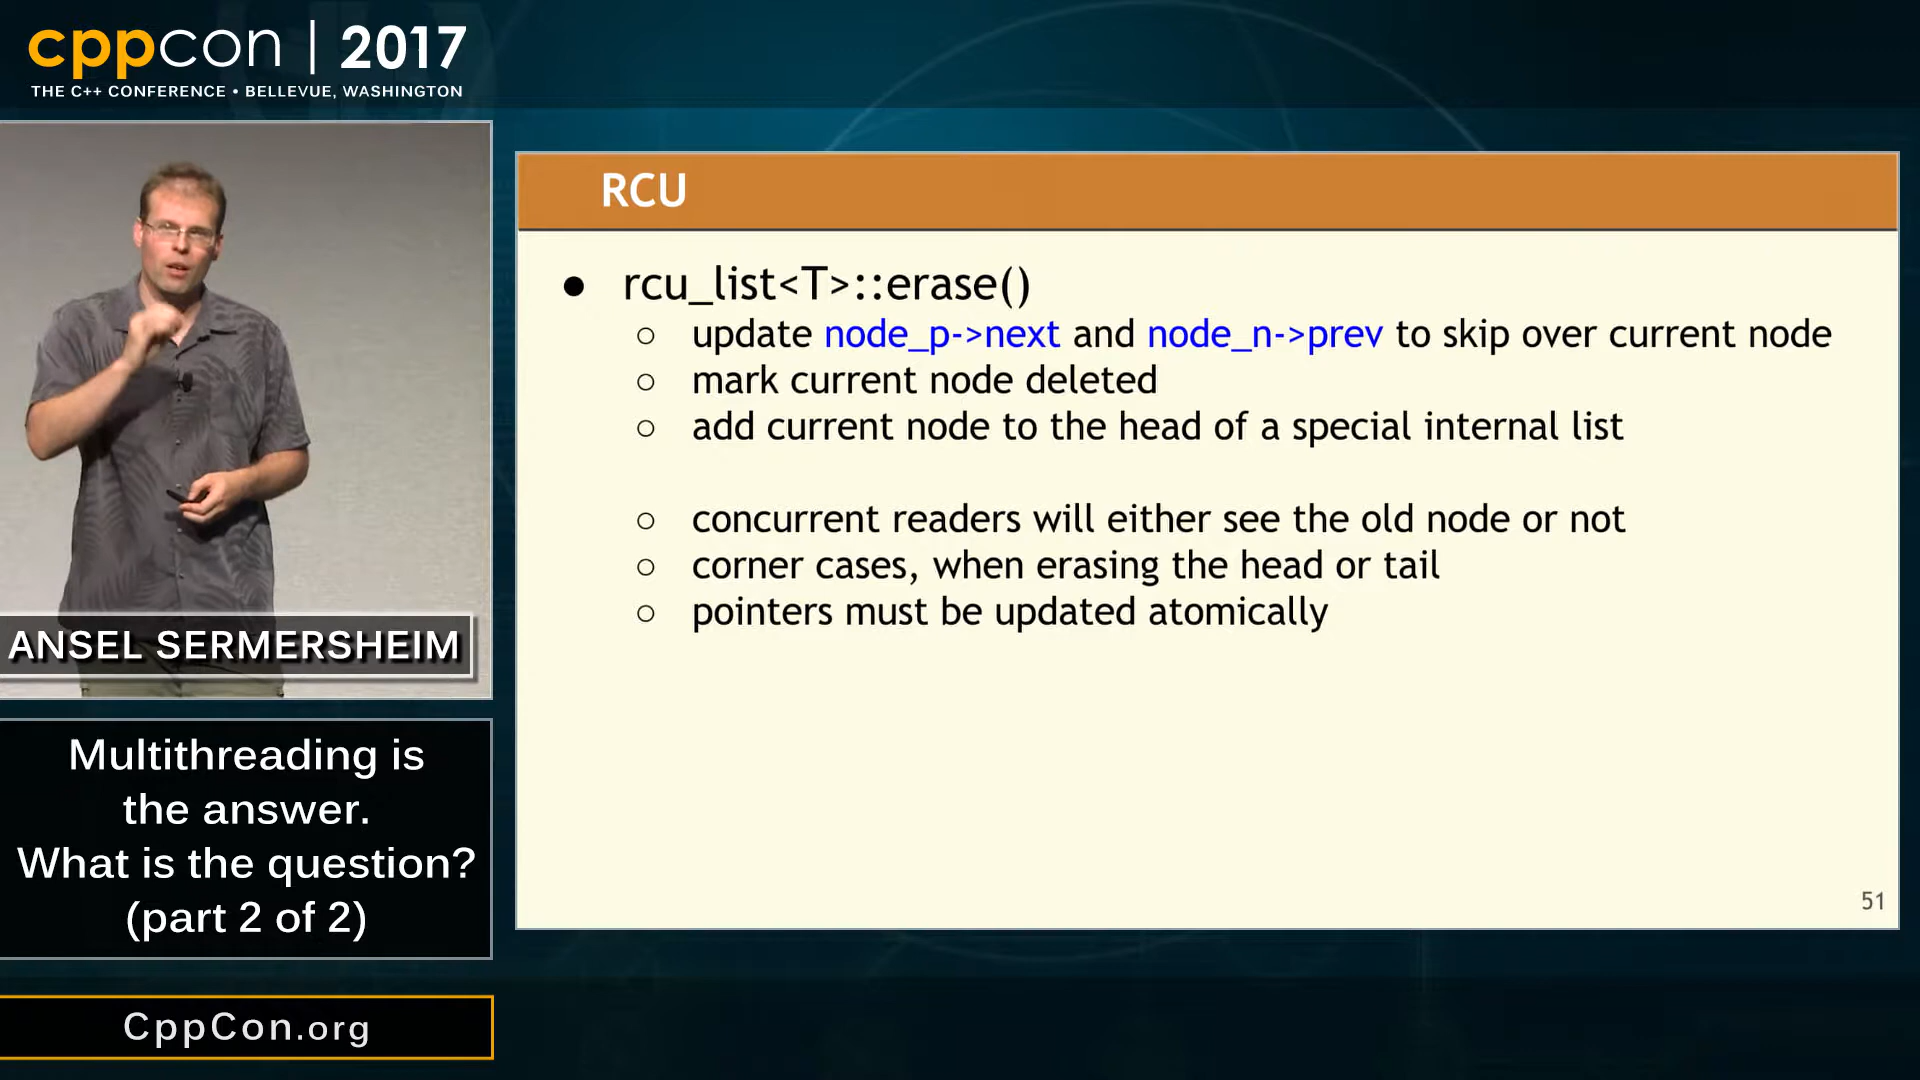 cppcon | 2017
THE C++ CONFERENCE • BELLEVUE, WASHINGTON
ANSEL SERMERSHEIM
Multithreading is
the answer.
What is the question?
(part 2 of 2)
CppCon.org
RCU
● rcu_list<T>::erase()
○ update node_p->next and node_n->prev to skip over current node
○ mark current node deleted
○ add current node to the head of a special internal list
○ concurrent readers will either see the old node or not
○ corner cases, when erasing the head or tail
○ pointers must be updated atomically
51